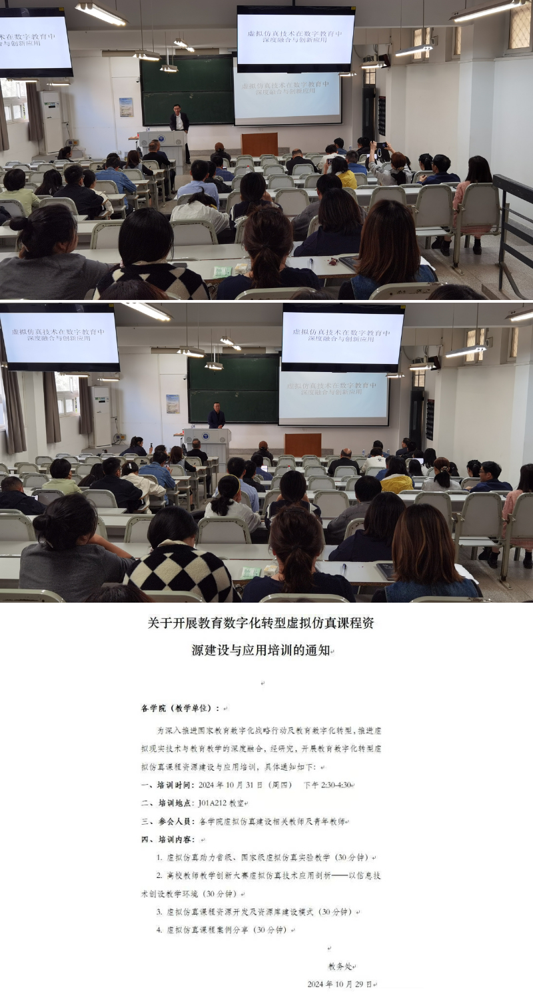 术在数字教育中
合与创新应用
虚拟仿真技术在数字教育中
深度融合与创新应用
虚拟仿真技术在数字教育中
深度融合与创新应用
虚拟仿真技术在数字教育中
深度融合与创新应用
虚拟仿真技术在数字教育中
深度融合与创新应用
虚拟仿真技术在数字教育中
深度融合与创新应用
关于开展教育数字化转型虚拟仿真课程资
源建设与应用培训的通知
各学院（教学单位）：
为深入推进国家教育数字化战略行动及教育数字化转型，推进虚
拟现实技术与教育教学的深度融合，经研究，开展教育数字化转型虚
拟仿真课程资源建设与应用培训，具体通知如下：
一、培训时间：2024 年 10 月 31 日（周四） 下午 2:30-4:30
二、培训地点：J01A212 教室
三、参会人员：各学院虚拟仿真建设相关教师及青年教师
四、培训内容：
1. 虚拟仿真助力省级、国家级虚拟仿真实验教学（30 分钟）
2. 高校教师教学创新大赛虚拟仿真技术应用剖析——以信息技
术创设教学环境（30 分钟）
3. 虚拟仿真课程资源开发及资源库建设模式（30 分钟）
4. 虚拟仿真课程案例分享（30 分钟）
教务处
2024 年 10 月 29 日